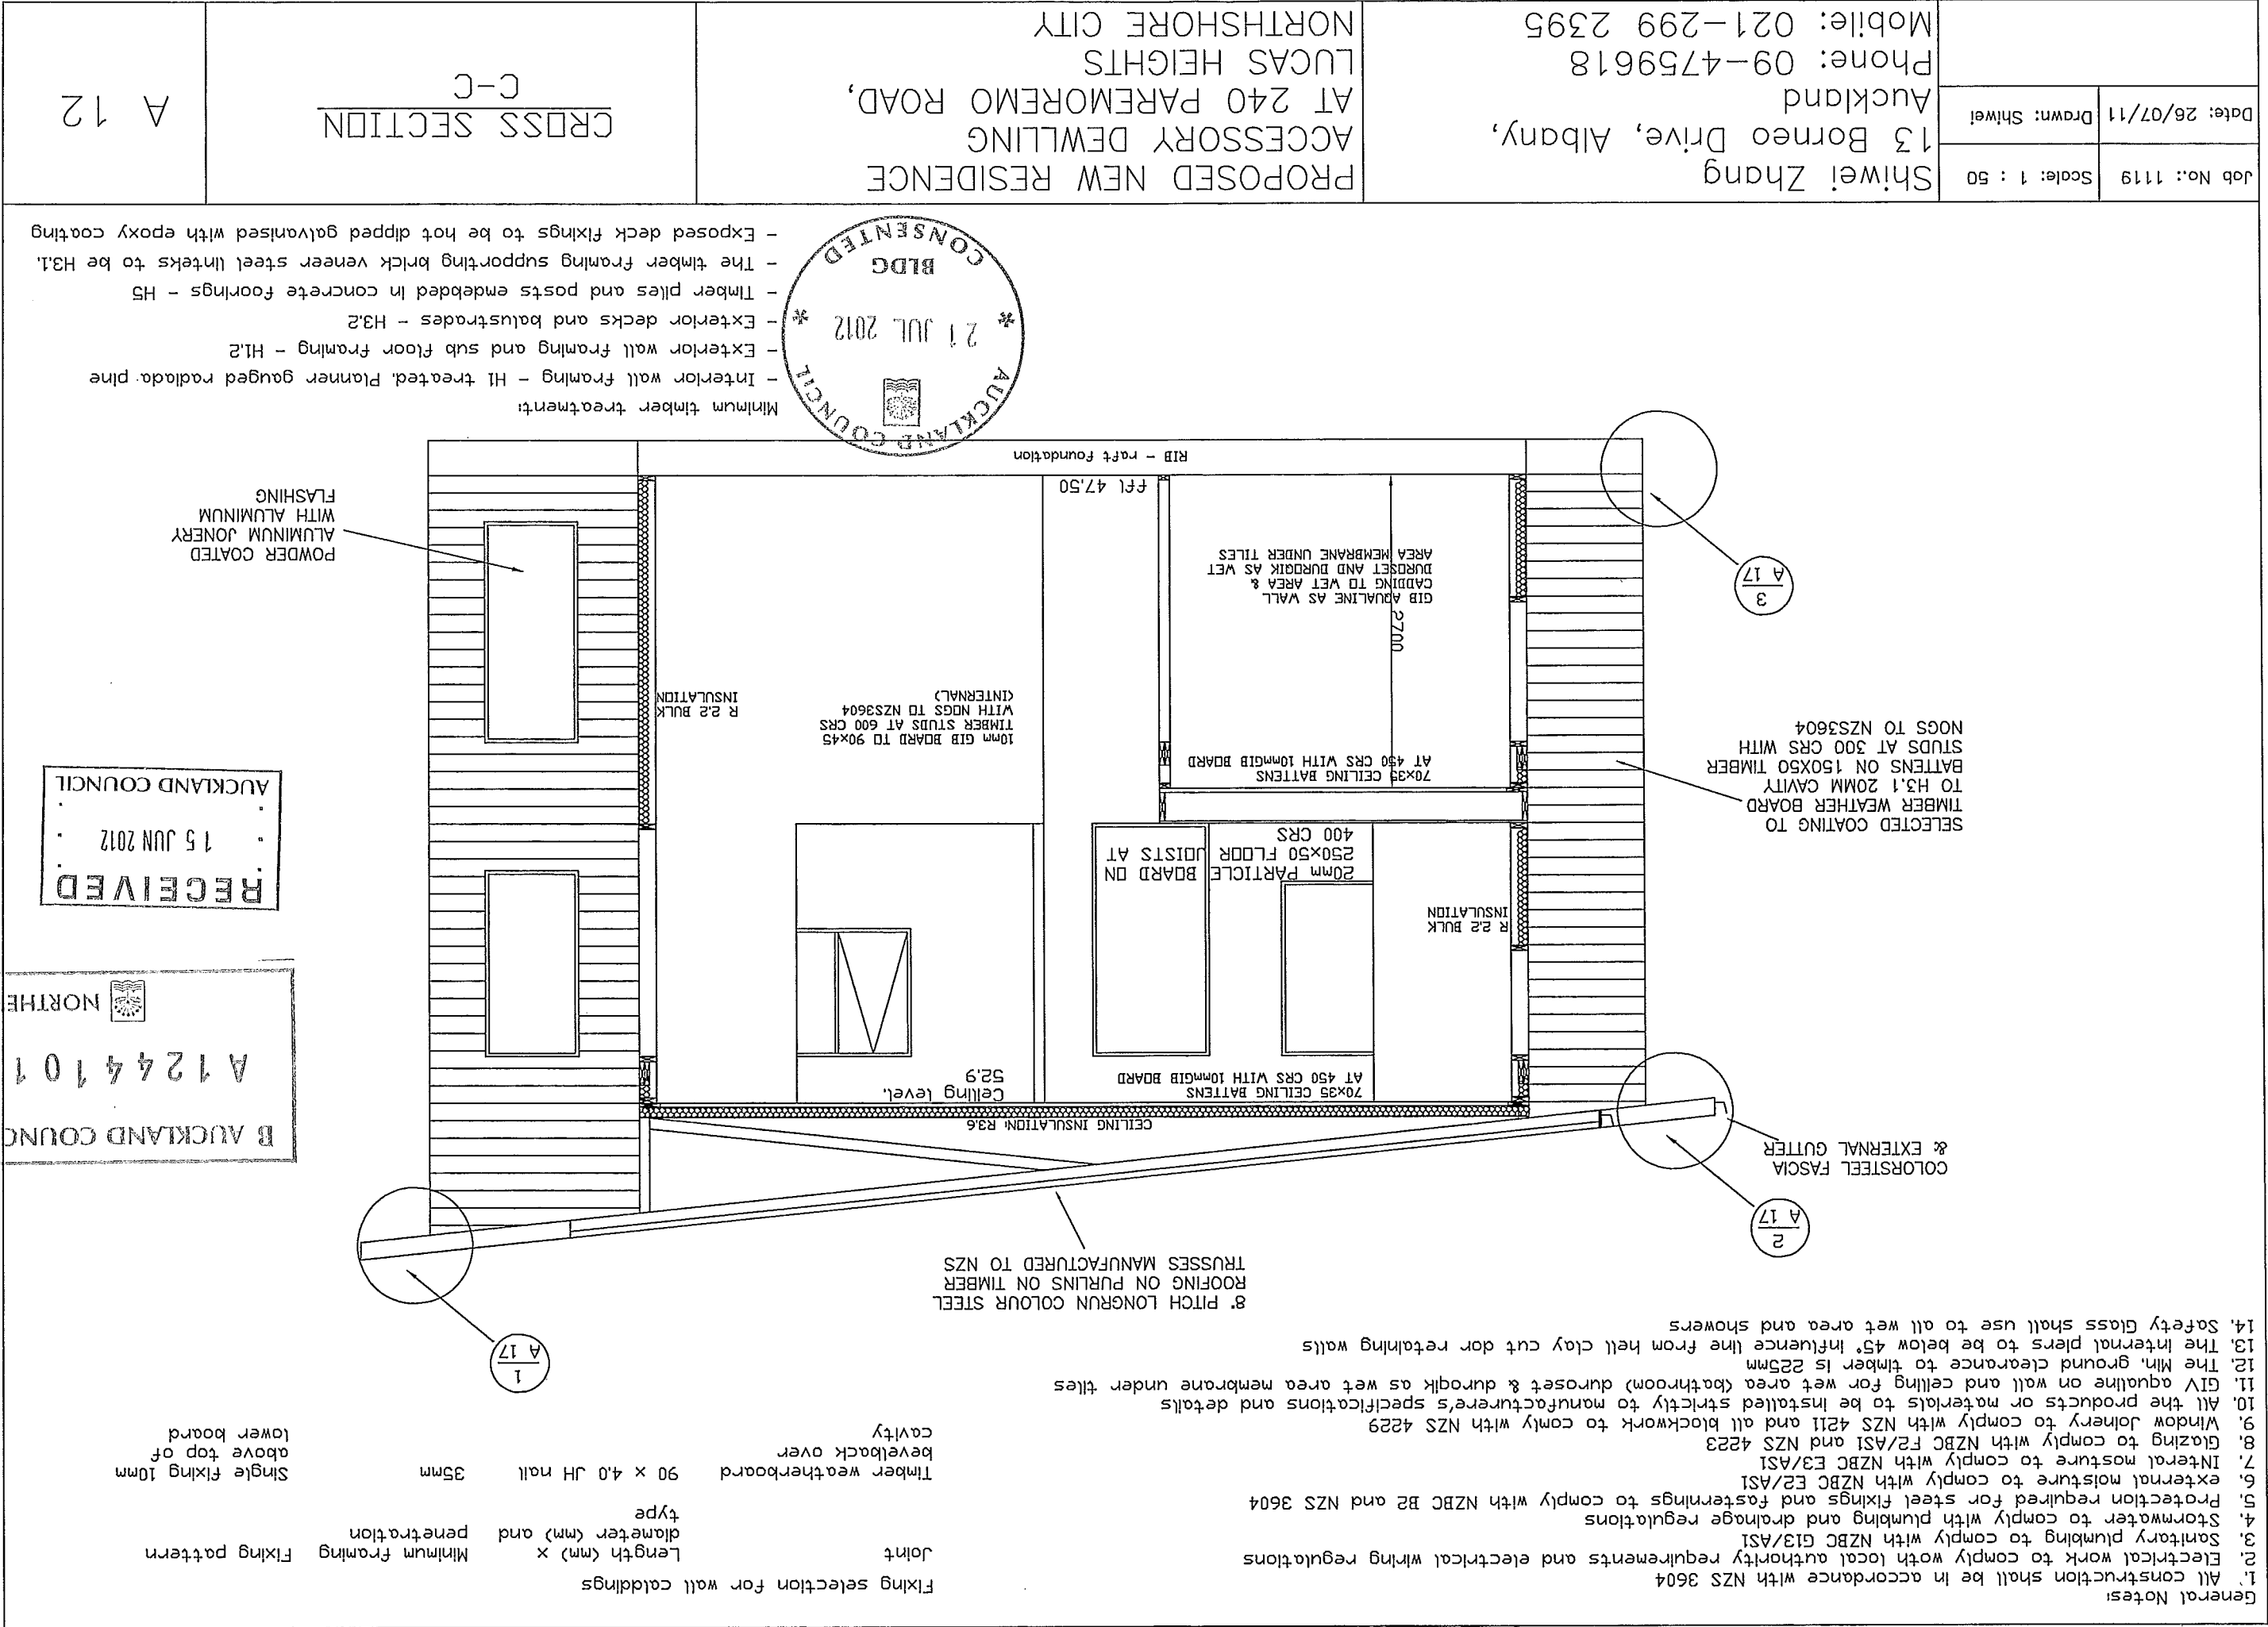 General Notes:
1. All construction shall be in accordance with NZS 3604
2. Electrical work to comply woth local authority requirements and electrical wiring regulations
3. Sanitary plumbing to comply with NZBC G13/AS1
4. Stormwater to comply with plumbing and drainage regulations
5. Protection required for steel fixings and fasternings to comply with NZBC B2 and NZS 3604
6. external moisture to comply with NZBC E2/AS1
7. INteral mosture to comply with NZBC E3/AS1
8. Glazing to comply with NZBC F2/AS1 and NZS 4223
9. Window Joinery to comply with NZS 4211 and all blockwork to comly with NZS 4229
10. All the products or materials to be installed strictly to manufacturere's specifications and details
11. GIV aqualine on wall and ceiling for wet area (bathroom) duroset & duroqik as wet area membrane under tiles
12. The Min. ground clearance to timber is 225mm
13. The internal piers to be below 45° influence line from hell clay cut dor retaining walls
14. Safety Glass shall use to all wet area and showers
Fixing selection for wall calddings
Joint
Length (mm) x
diameter (mm) and
type
Minimum framing
penetration
Fixing pattern
Timber weatherboard
bevelback over
cavity
90 x 4.0 JH nail
35mm
Single fixing 10mm
above top of
lower board
1
A 17
8° PITCH LONGRUN COLOUR STEEL
ROOFING ON PURLINS ON TIMBER
TRUSSES MANUFACTURED TO NZS
2
A 17
COLORSTEEL FASCIA
& EXTERNAL GUTTER
CEILING INSULATION: R3.6
70x35 CEILING BATTENS
AT 450 CRS WITH 10mmGIB BOARD
Ceiling level.
52.9
R 2.2 BULK
INSULATION
20mm PARTICLE BOARD ON
250x50 FLOOR JOISTS AT
400 CRS
SELECTED COATING TO
TIMBER WEATHER BOARD
TO H3.1 20MM CAVITY
BATTENS ON 150X50 TIMBER
STUDS AT 300 CRS WITH
NOGS TO NZS3604
70x35 CEILING BATTENS
AT 450 CRS WITH 10mmGIB BOARD
10mm GIB BOARD TO 90x45
TIMBER STUDS AT 600 CRS
WITH NOGS TO NZS3604
(INTERNAL)
R 2.2 BULK
INSULATION
2700
GIB AQUALINE AS WALL
CADDING TO WET AREA &
DUROSET AND DUROQIK AS WET
AREA MEMBRANE UNDER TILES
3
A 17
POWDER COATED
ALUMINUM JONERY
WITH ALUMINUM
FLASHING
ffl 47.50
RIB - raft foundation
B AUCKLAND COUNC
A1244101
NORTHE
RECEIVED
15 JUN 2012
AUCKLAND COUNCIL
AUCKLAND COUNCIL
21 JUL 2012
BLDG
CONSENTED
Minimum timber treatment:
- Interior wall framing - H1 treated. Planner gauged radiada pine
- Exterior wall framing and sub floor framing - H1.2
- Exterior decks and balustrades - H3.2
- Timber piles and posts emdebded in concrete foorings - H5
- The timber framing supporting brick veneer steel linteks to be H3.1.
- Exposed deck fixings to be hot dipped galvanised with epoxy coating
Job No.: 1119
Scale: 1 : 50
Date: 26/07/11
Drawn: Shiwei
Shiwei Zhang
13 Borneo Drive, Albany,
Auckland
Phone: 09-4759618
Mobile: 021-299 2395
PROPOSED NEW RESIDENCE
ACCESSORY DEWLLING
AT 240 PAREMOREMO ROAD,
LUCAS HEIGHTS
NORTHSHORE CITY
CROSS SECTION
C-C
A 12